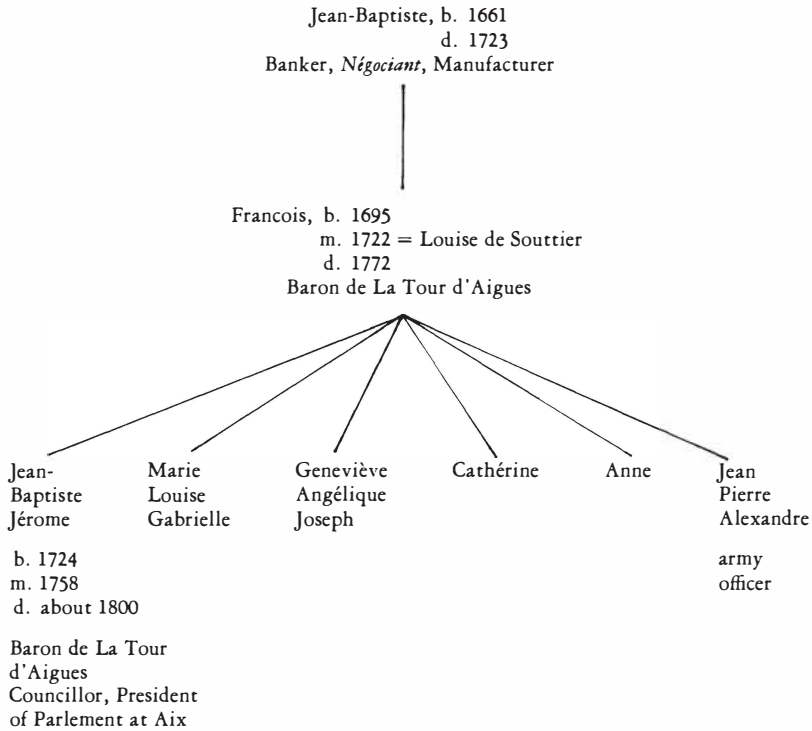 Jean-Baptiste, b. 1661
d. 1723
Banker, Négociant, Manufacturer
Francois, b. 1695
m. 1722 = Louise de Souttier
d. 1772
Baron de La Tour d'Aigues
Jean-
Baptiste
Jérome
b. 1724
m. 1758
d. about 1800
Baron de La Tour
d'Aigues
Councillor, President
of Parlement at Aix
Marie
Louise
Gabrielle
Geneviève
Angélique
Joseph
Cathérine
Anne
Jean
Pierre
Alexandre
army
officer